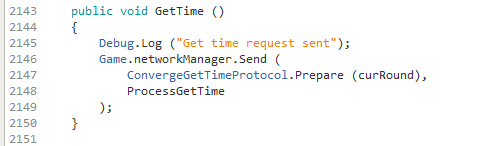 2143 public void GetTime ()
2144 {
2145 Debug.Log ("Get time request sent");
2146 Game.networkManager.Send (
2147 ConvergeGetTimeProtocol.Prepare (curRound),
2148 ProcessGetTime
2149 );
2150 }
2151